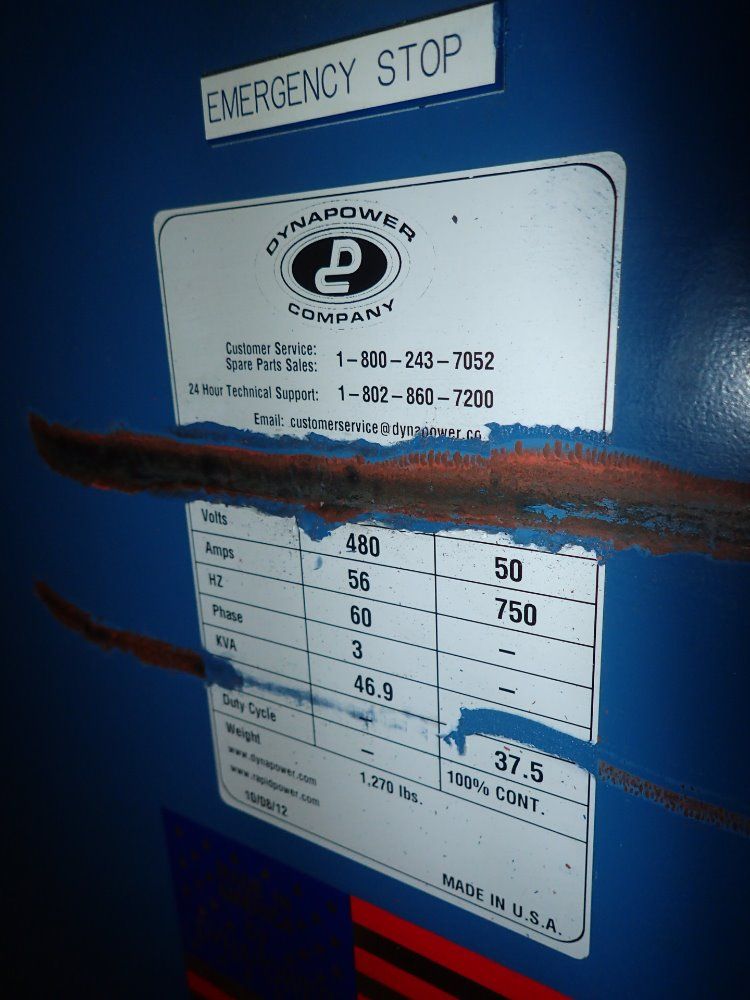 EMERGENCY STOP
DYNAPOWER
COMPANY
Customer Service:
Spare Parts Sales: 1-800-243-7052
24 Hour Technical Support: 1-802-860-7200
Email: customerservice@dynapower.co
Volts 480 50
Amps 56 750
HZ 60 –
Phase 3 –
KVA 46.9
– 37.5
Duty Cycle – 100% CONT.
Weight 1,270 lbs.
www.dynapower.com
www.rapidpower.com
10/08/12
MADE IN U.S.A.